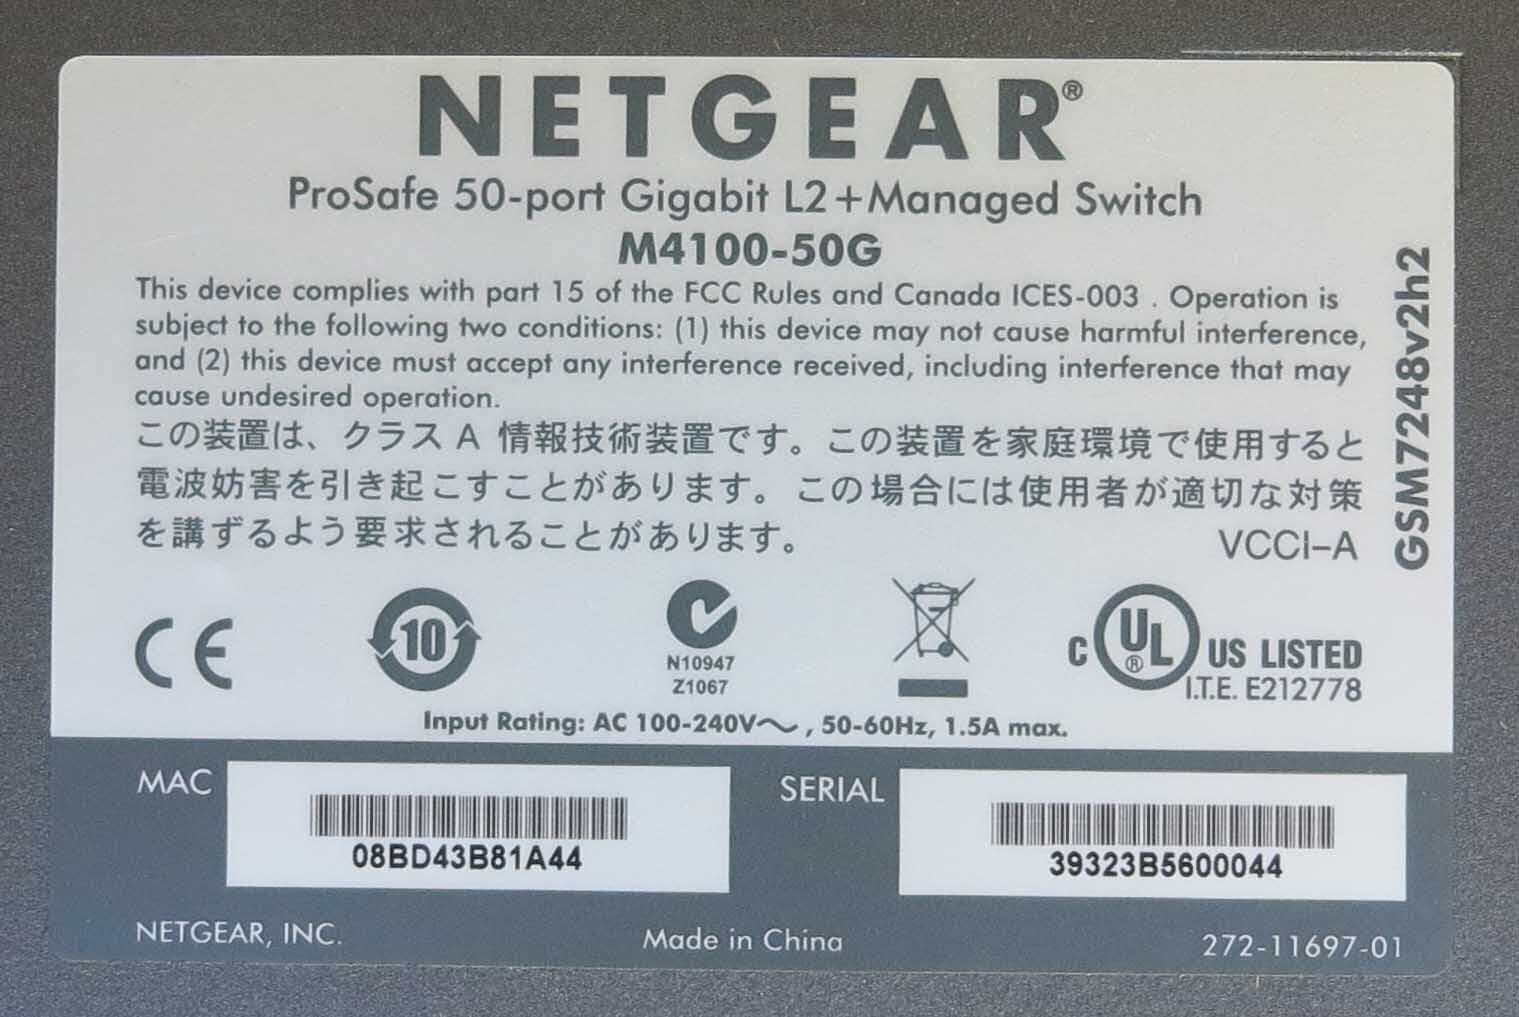 NETGEAR®
ProSafe 50-port Gigabit L2+Managed Switch
M4100-50G
This device complies with part 15 of the FCC Rules and Canada ICES-003 . Operation is
subject to the following two conditions: (1) this device may not cause harmful interference,
and (2) this device must accept any interference received, including interference that may
cause undesired operation.
この装置は、クラス A 情報技術装置です。この装置を家庭環境で使用すると
電波妨害を引き起こすことがあります。この場合には使用者が適切な対策
を講ずるよう要求されることがあります。 VCCI-A
GSM7248v2h2
CE
10
N10947
Z1067
C UL® US LISTED
I.T.E. E212778
Input Rating: AC 100-240V～, 50-60Hz, 1.5A max.
MAC
08BD43B81A44
SERIAL
39323B5600044
NETGEAR, INC.
Made in China
272-11697-01